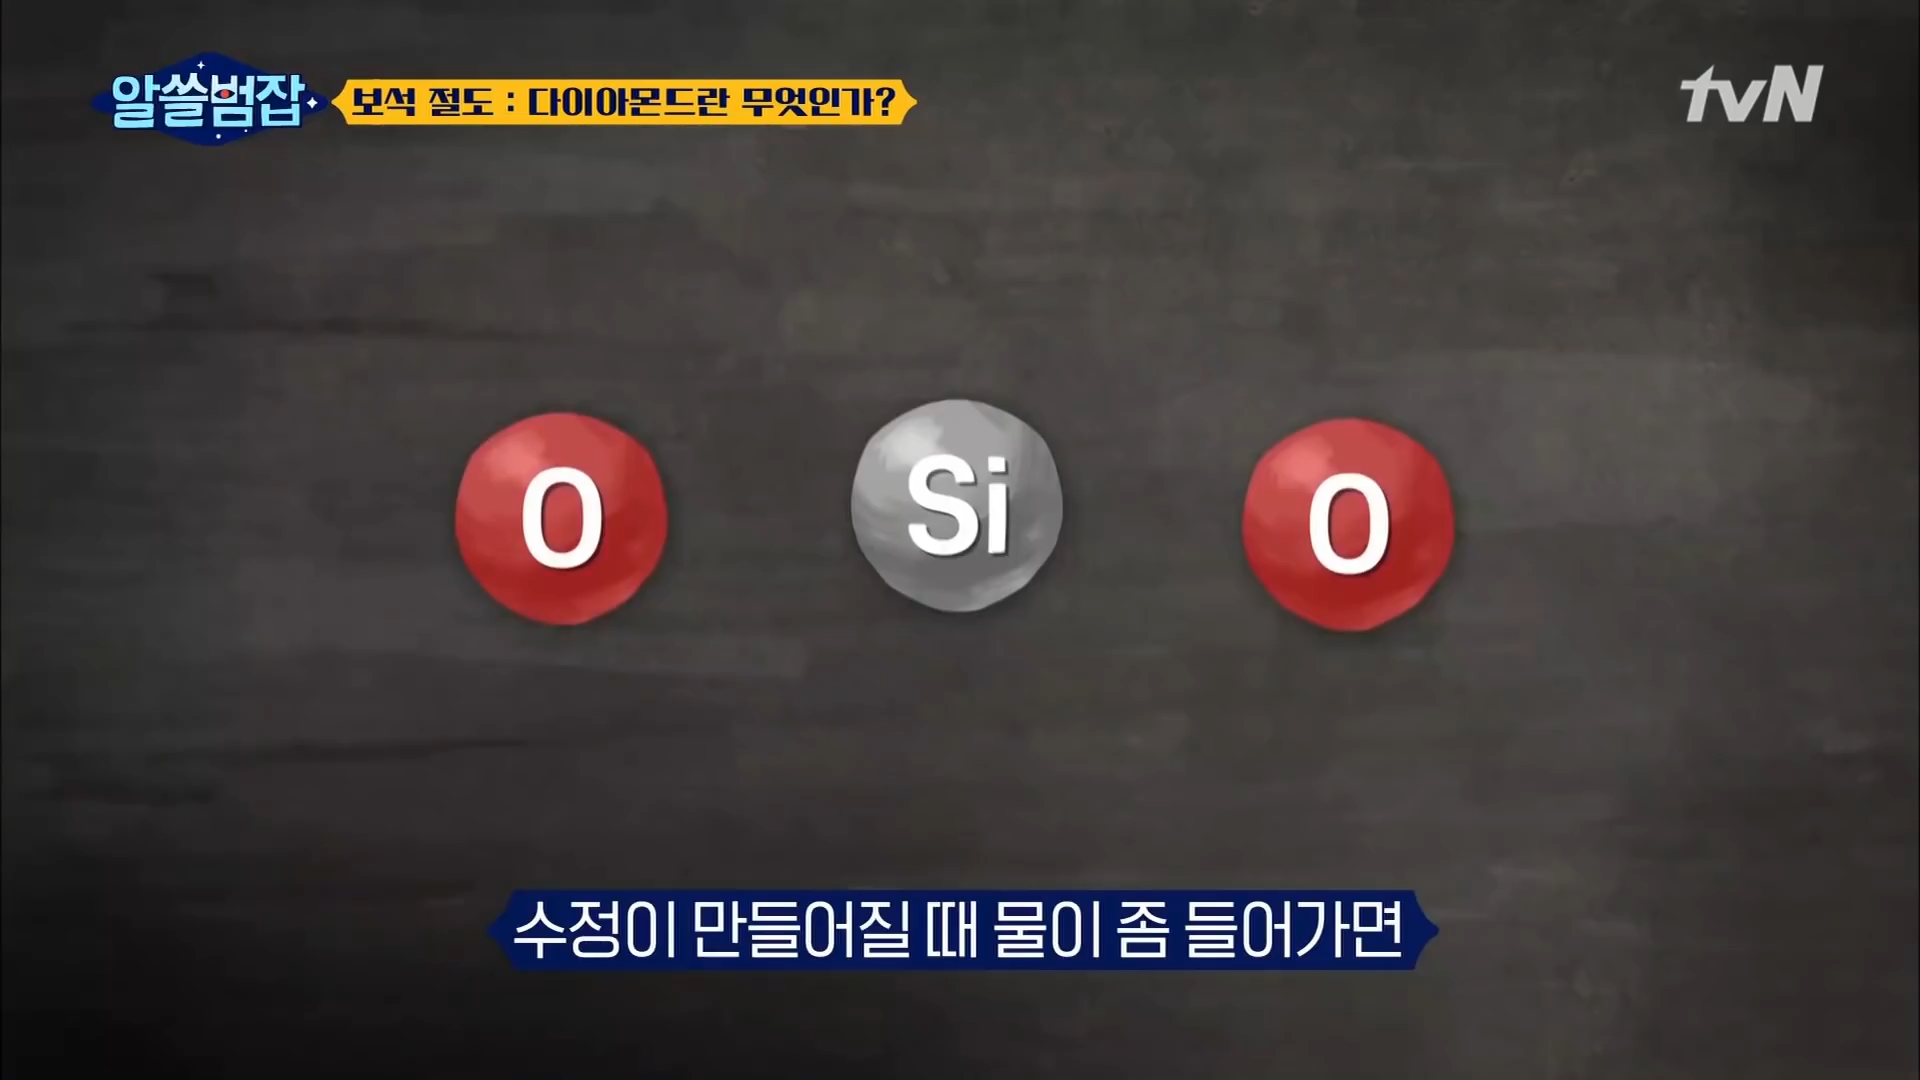 알쓸범잡
보석 절도 : 다이아몬드란 무엇인가?
tvN
O
Si
O
수정이 만들어질 때 물이 좀 들어가면